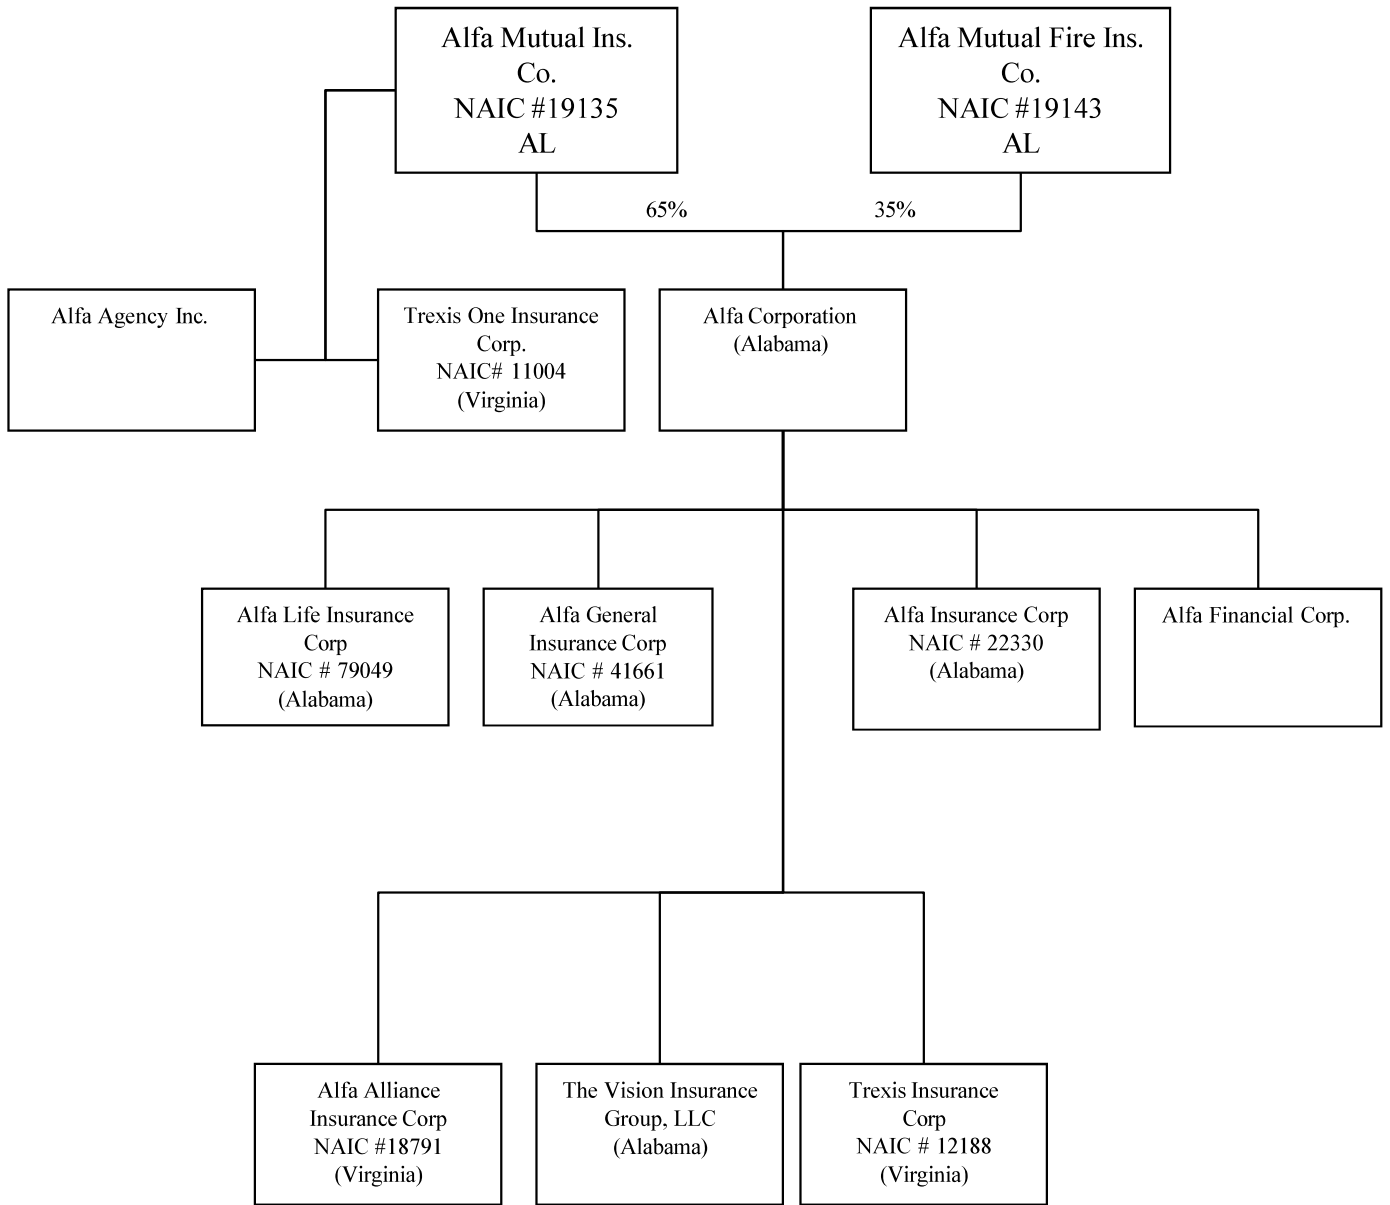 Alfa Mutual Ins.
Co.
NAIC #19135
AL
Alfa Mutual Fire Ins.
Co.
NAIC #19143
AL
65%
35%
Alfa Agency Inc.
Trexis One Insurance
Corp.
NAIC# 11004
(Virginia)
Alfa Corporation
(Alabama)
Alfa Life Insurance
Corp
NAIC # 79049
(Alabama)
Alfa General
Insurance Corp
NAIC # 41661
(Alabama)
Alfa Insurance Corp
NAIC # 22330
(Alabama)
Alfa Financial Corp.
Alfa Alliance
Insurance Corp
NAIC #18791
(Virginia)
The Vision Insurance
Group, LLC
(Alabama)
Trexis Insurance
Corp
NAIC # 12188
(Virginia)